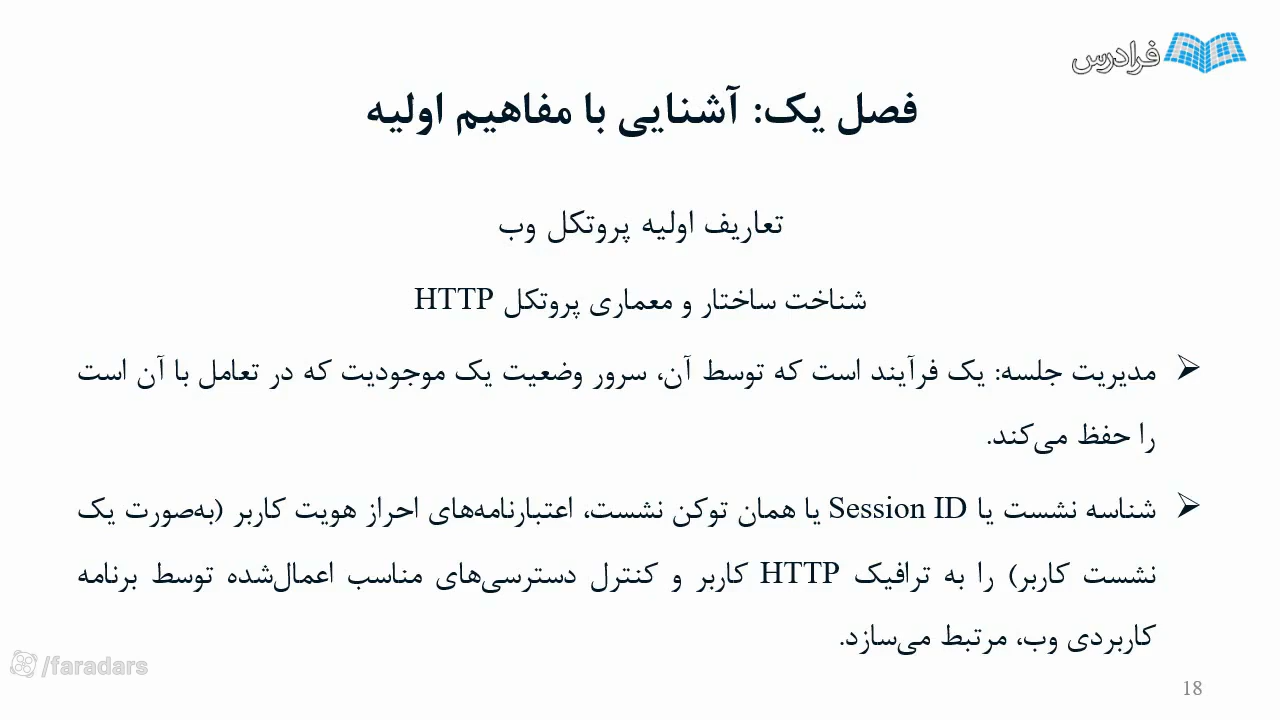 فرادرس
فصل یک: آشنایی با مفاهیم اولیه
تعاریف اولیه پروتکل وب
شناخت ساختار و معماری پروتکل HTTP
مدیریت جلسه: یک فرآیند است که توسط آن، سرور وضعیت یک موجودیت که در تعامل با آن است
را حفظ می‌کند.
شناسه نشست یا Session ID یا همان توکن نشست، اعتبارنامه‌های احراز هویت کاربر (به‌صورت یک
نشست کاربر) را به ترافیک HTTP کاربر و کنترل دسترسی‌های مناسب اعمال‌شده توسط برنامه
کاربردی وب، مرتبط می‌سازد.
/faradars
18